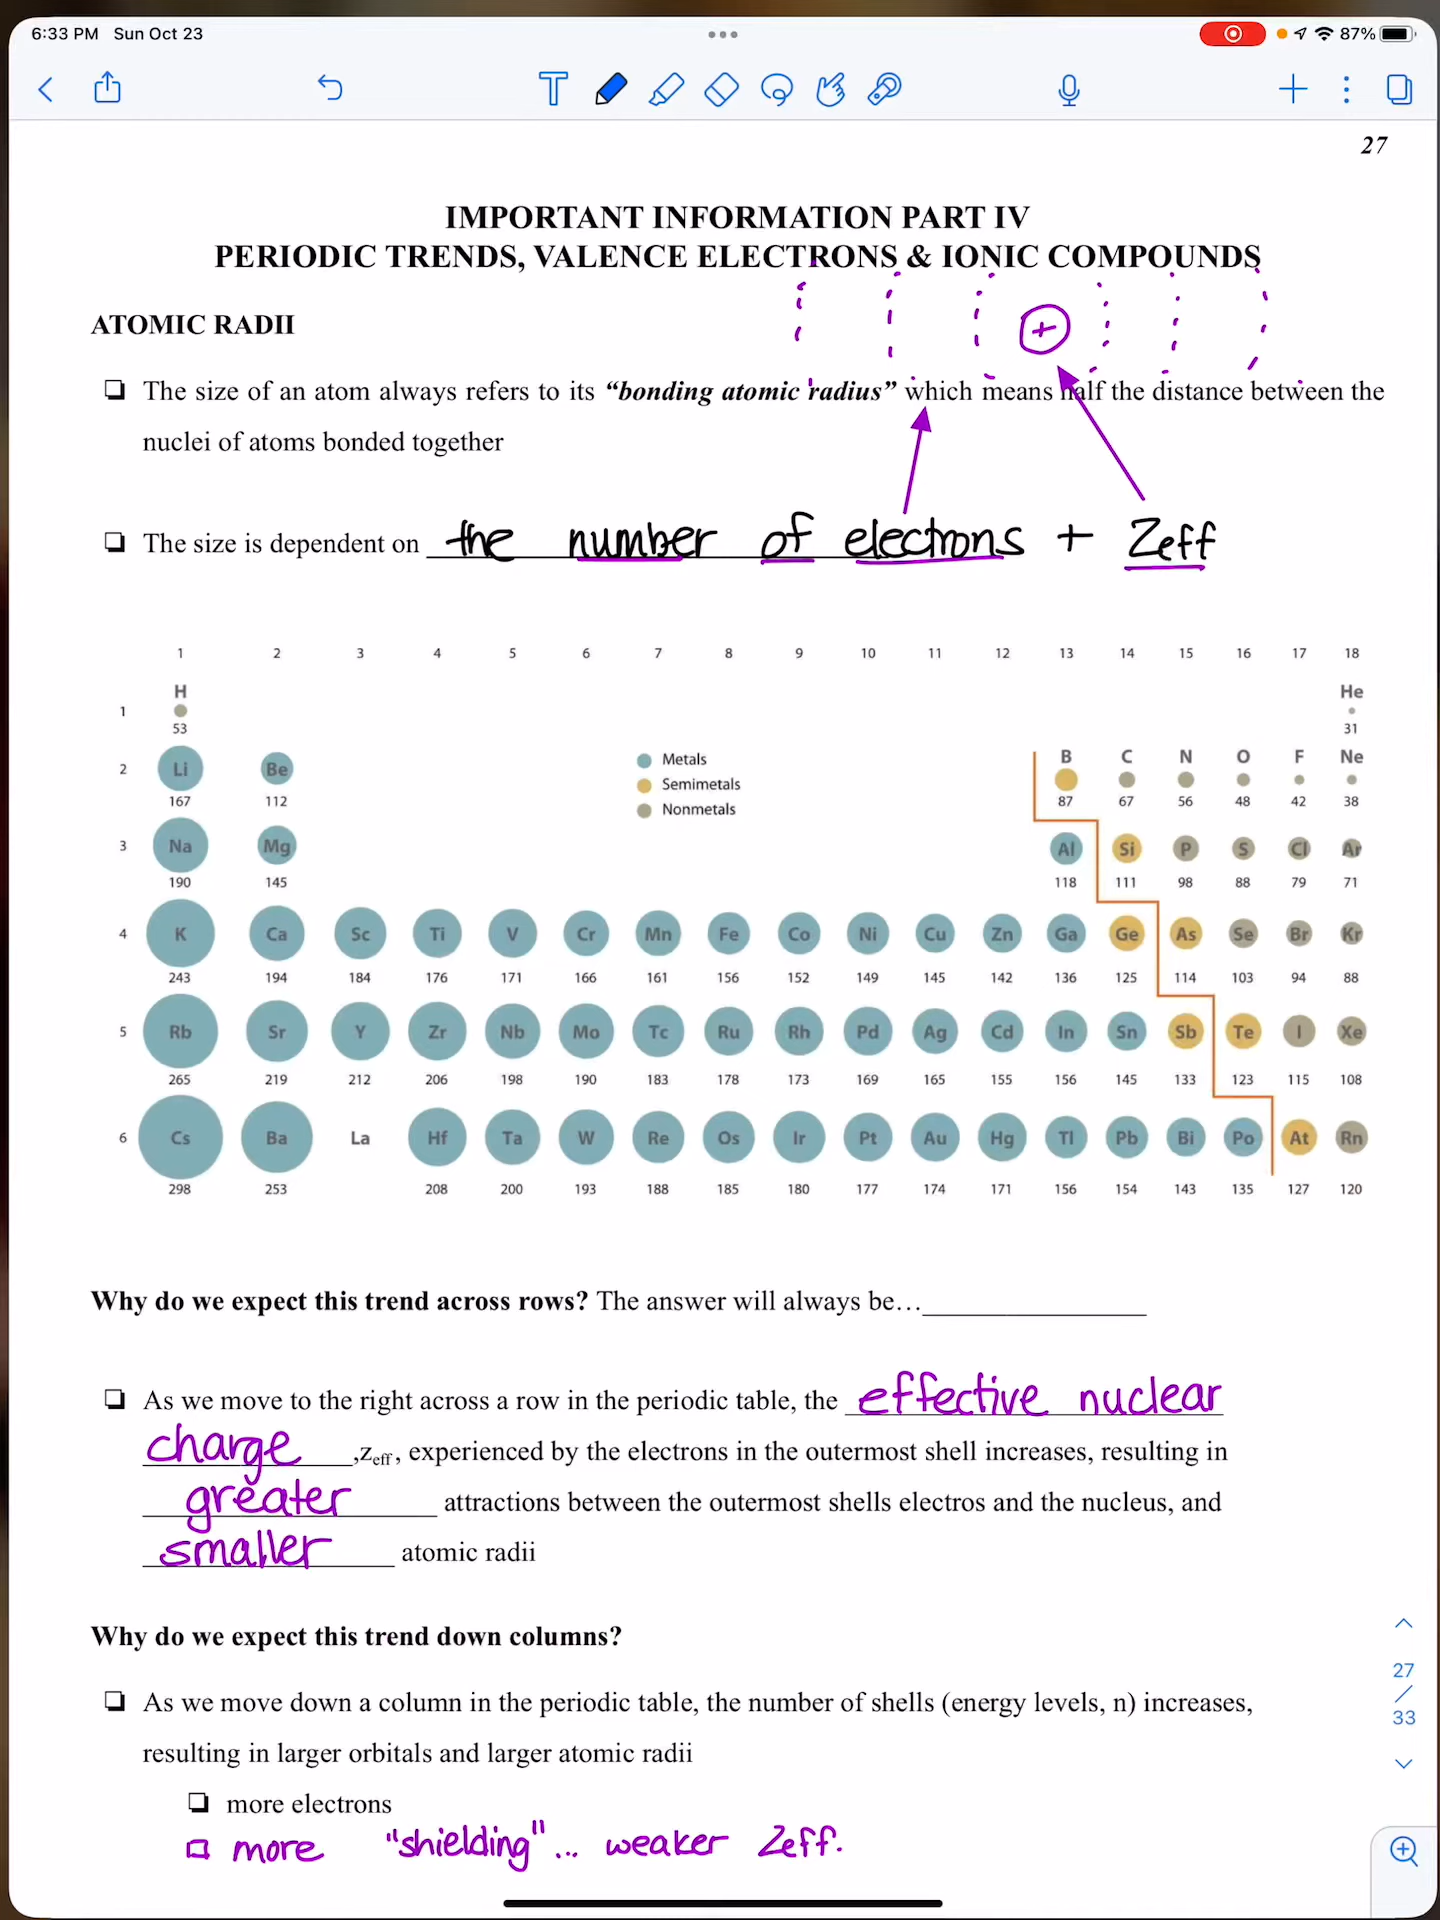 6:33 PM Sun Oct 23
87%
27
IMPORTANT INFORMATION PART IV
PERIODIC TRENDS, VALENCE ELECTRONS & IONIC COMPOUNDS
ATOMIC RADII
+
❏ The size of an atom always refers to its “bonding atomic radius” which means half the distance between the
nuclei of atoms bonded together
❏ The size is dependent on the number of electrons + Zeff
1 2 3 4 5 6 7 8 9 10 11 12 13 14 15 16 17 18
H He
1
53 31
Metals
B C N O F Ne
2 Li Be
Semimetals
167 112 87 67 56 48 42 38
Nonmetals
3 Na Mg Al Si P S Cl Ar
190 145 118 111 98 88 79 71
4 K Ca Sc Ti V Cr Mn Fe Co Ni Cu Zn Ga Ge As Se Br Kr
243 194 184 176 171 166 161 156 152 149 145 142 136 125 114 103 94 88
5 Rb Sr Y Zr Nb Mo Tc Ru Rh Pd Ag Cd In Sn Sb Te I Xe
265 219 212 206 198 190 183 178 173 169 165 155 156 145 133 123 115 108
6 Cs Ba La Hf Ta W Re Os Ir Pt Au Hg Tl Pb Bi Po At Rn
298 253 208 200 193 188 185 180 177 174 171 156 154 143 135 127 120
Why do we expect this trend across rows? The answer will always be…
❏ As we move to the right across a row in the periodic table, the effective nuclear
charge ,zeff, experienced by the electrons in the outermost shell increases, resulting in
greater attractions between the outermost shells electros and the nucleus, and
smaller atomic radii
Why do we expect this trend down columns?
❏ As we move down a column in the periodic table, the number of shells (energy levels, n) increases,
resulting in larger orbitals and larger atomic radii
❏ more electrons
more "shielding"... weaker Zeff.
27
/
33